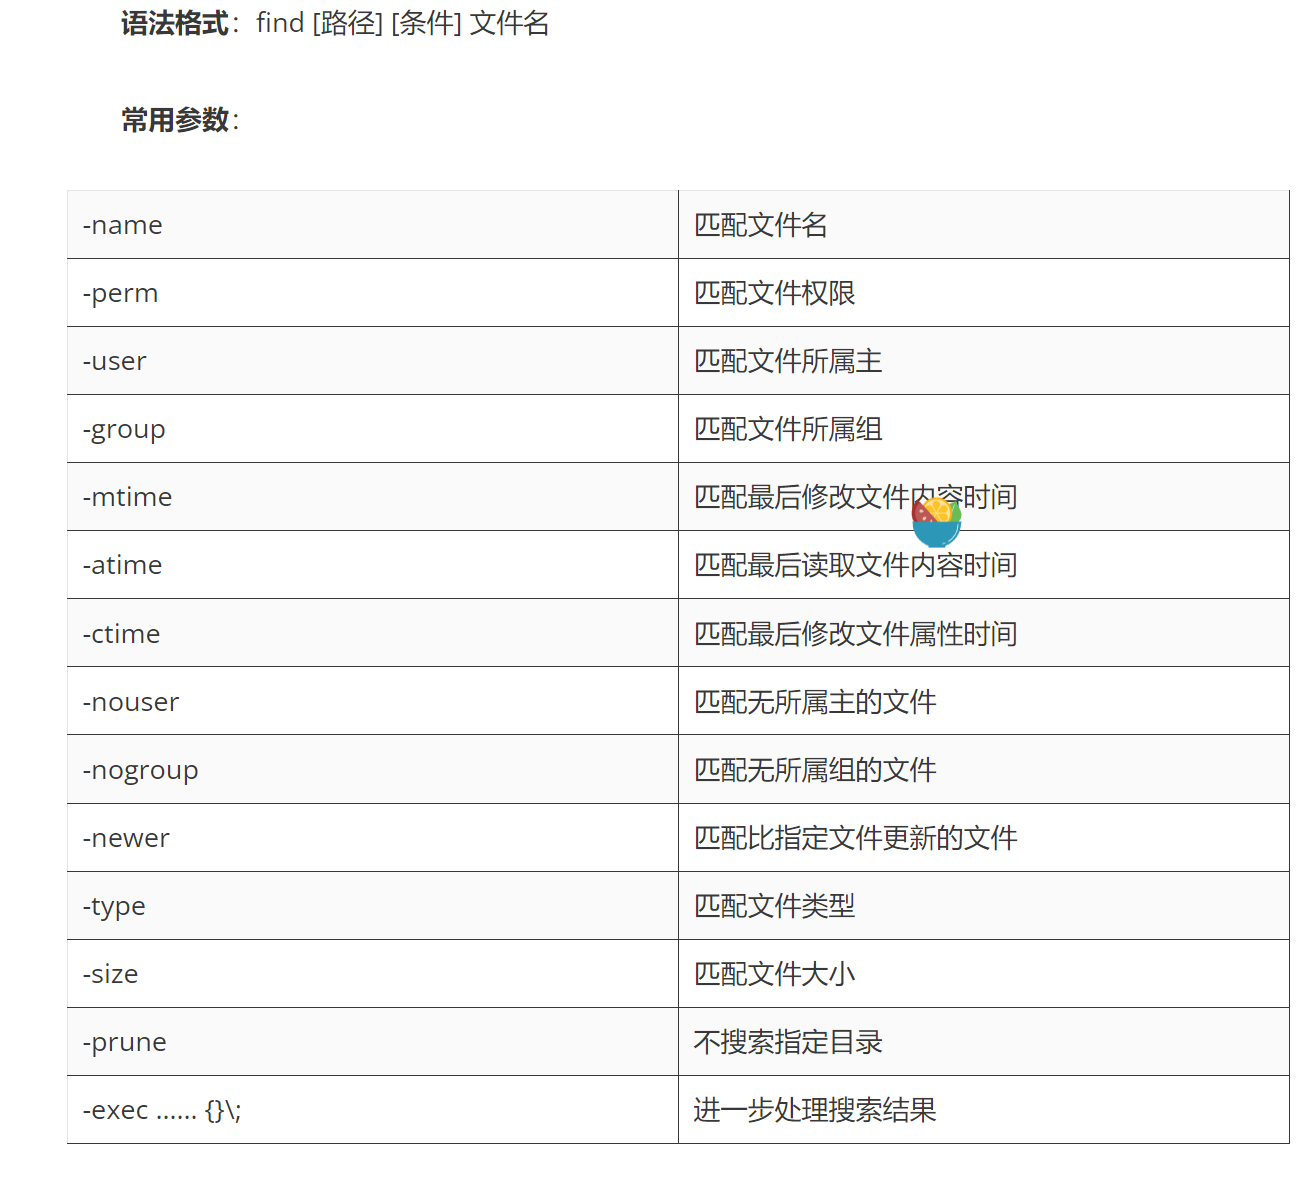 语法格式：find [路径] [条件] 文件名
常用参数：
-name 匹配文件名
-perm 匹配文件权限
-user 匹配文件所属主
-group 匹配文件所属组
-mtime 匹配最后修改文件内容时间
-atime 匹配最后读取文件内容时间
-ctime 匹配最后修改文件属性时间
-nouser 匹配无所属主的文件
-nogroup 匹配无所属组的文件
-newer 匹配比指定文件更新的文件
-type 匹配文件类型
-size 匹配文件大小
-prune 不搜索指定目录
-exec …… {}\; 进一步处理搜索结果